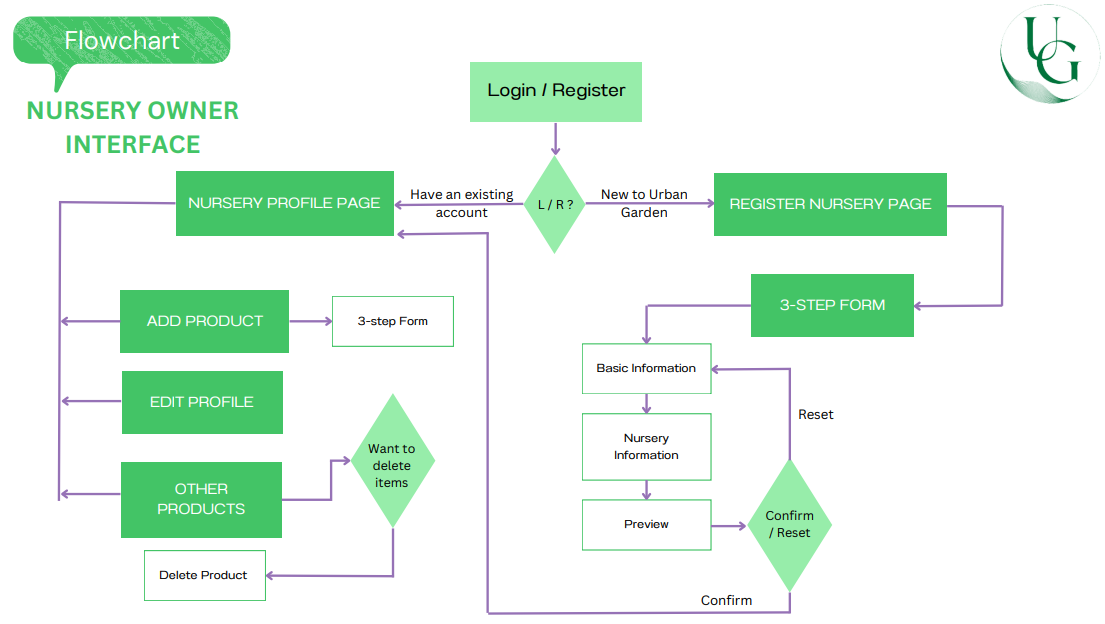 Flowchart
NURSERY OWNER
INTERFACE
UG
Login / Register
L / R ?
Have an existing
account
New to Urban
Garden
NURSERY PROFILE PAGE
REGISTER NURSERY PAGE
ADD PRODUCT
3-step Form
EDIT PROFILE
OTHER
PRODUCTS
Want to
delete
items
Delete Product
3-STEP FORM
Basic Information
Nursery
Information
Preview
Confirm
/ Reset
Reset
Confirm